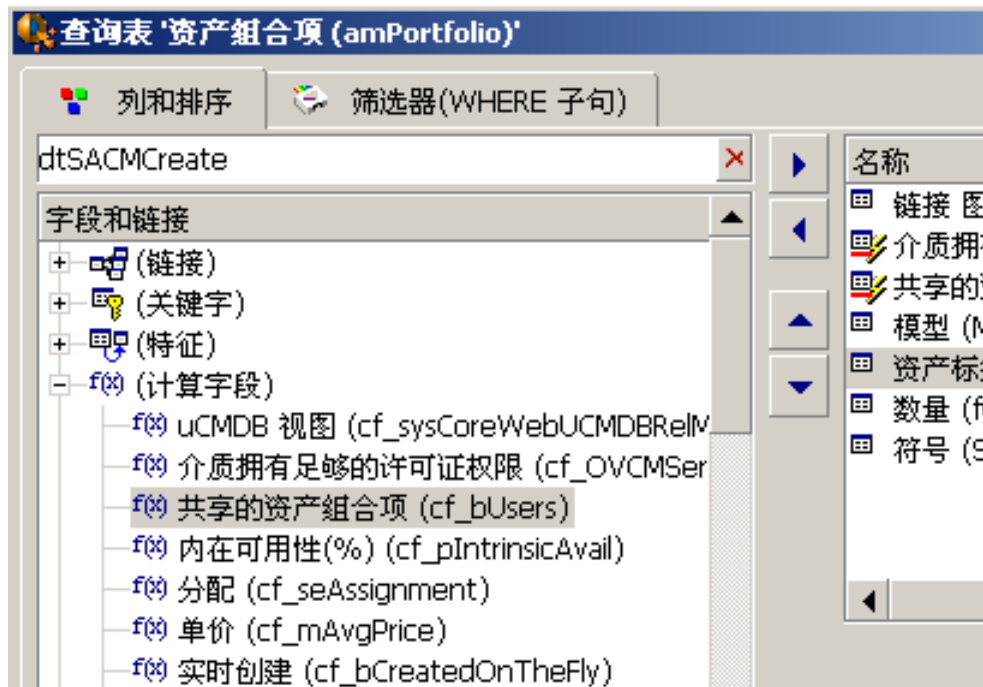 查询表 '资产组合项 (amPortfolio)'
列和排序
筛选器(WHERE 子句)
dtSACMCreate
字段和链接
(链接)
(关键字)
(特征)
f(x) (计算字段)
f(x) uCMDB 视图 (cf_sysCoreWebUCMDBRelM
f(x) 介质拥有足够的许可证权限 (cf_OVCMSer
f(x) 共享的资产组合项 (cf_bUsers)
f(x) 内在可用性(%) (cf_pIntrinsicAvail)
f(x) 分配 (cf_seAssignment)
f(x) 单价 (cf_mAvgPrice)
f(x) 实时创建 (cf_bCreatedOnTheFly)
名称
链接 图
介质拥
共享的
模型 (M
资产标
数量 (f
符号 (S